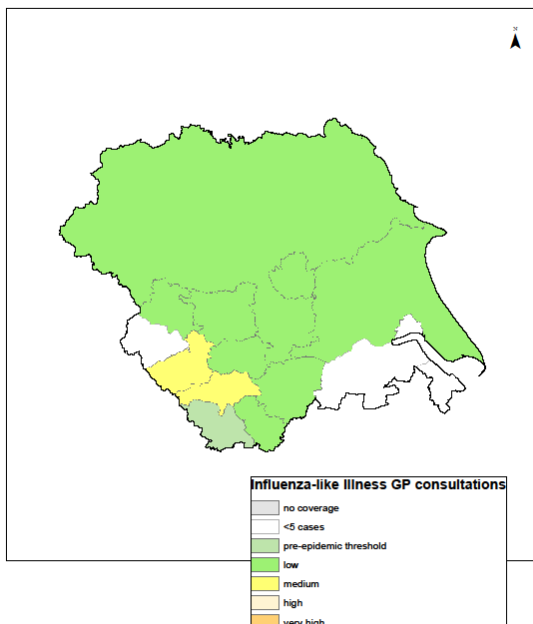 N
Influenza-like Illness GP consultations
no coverage
<5 cases
pre-epidemic threshold
low
medium
high
very high